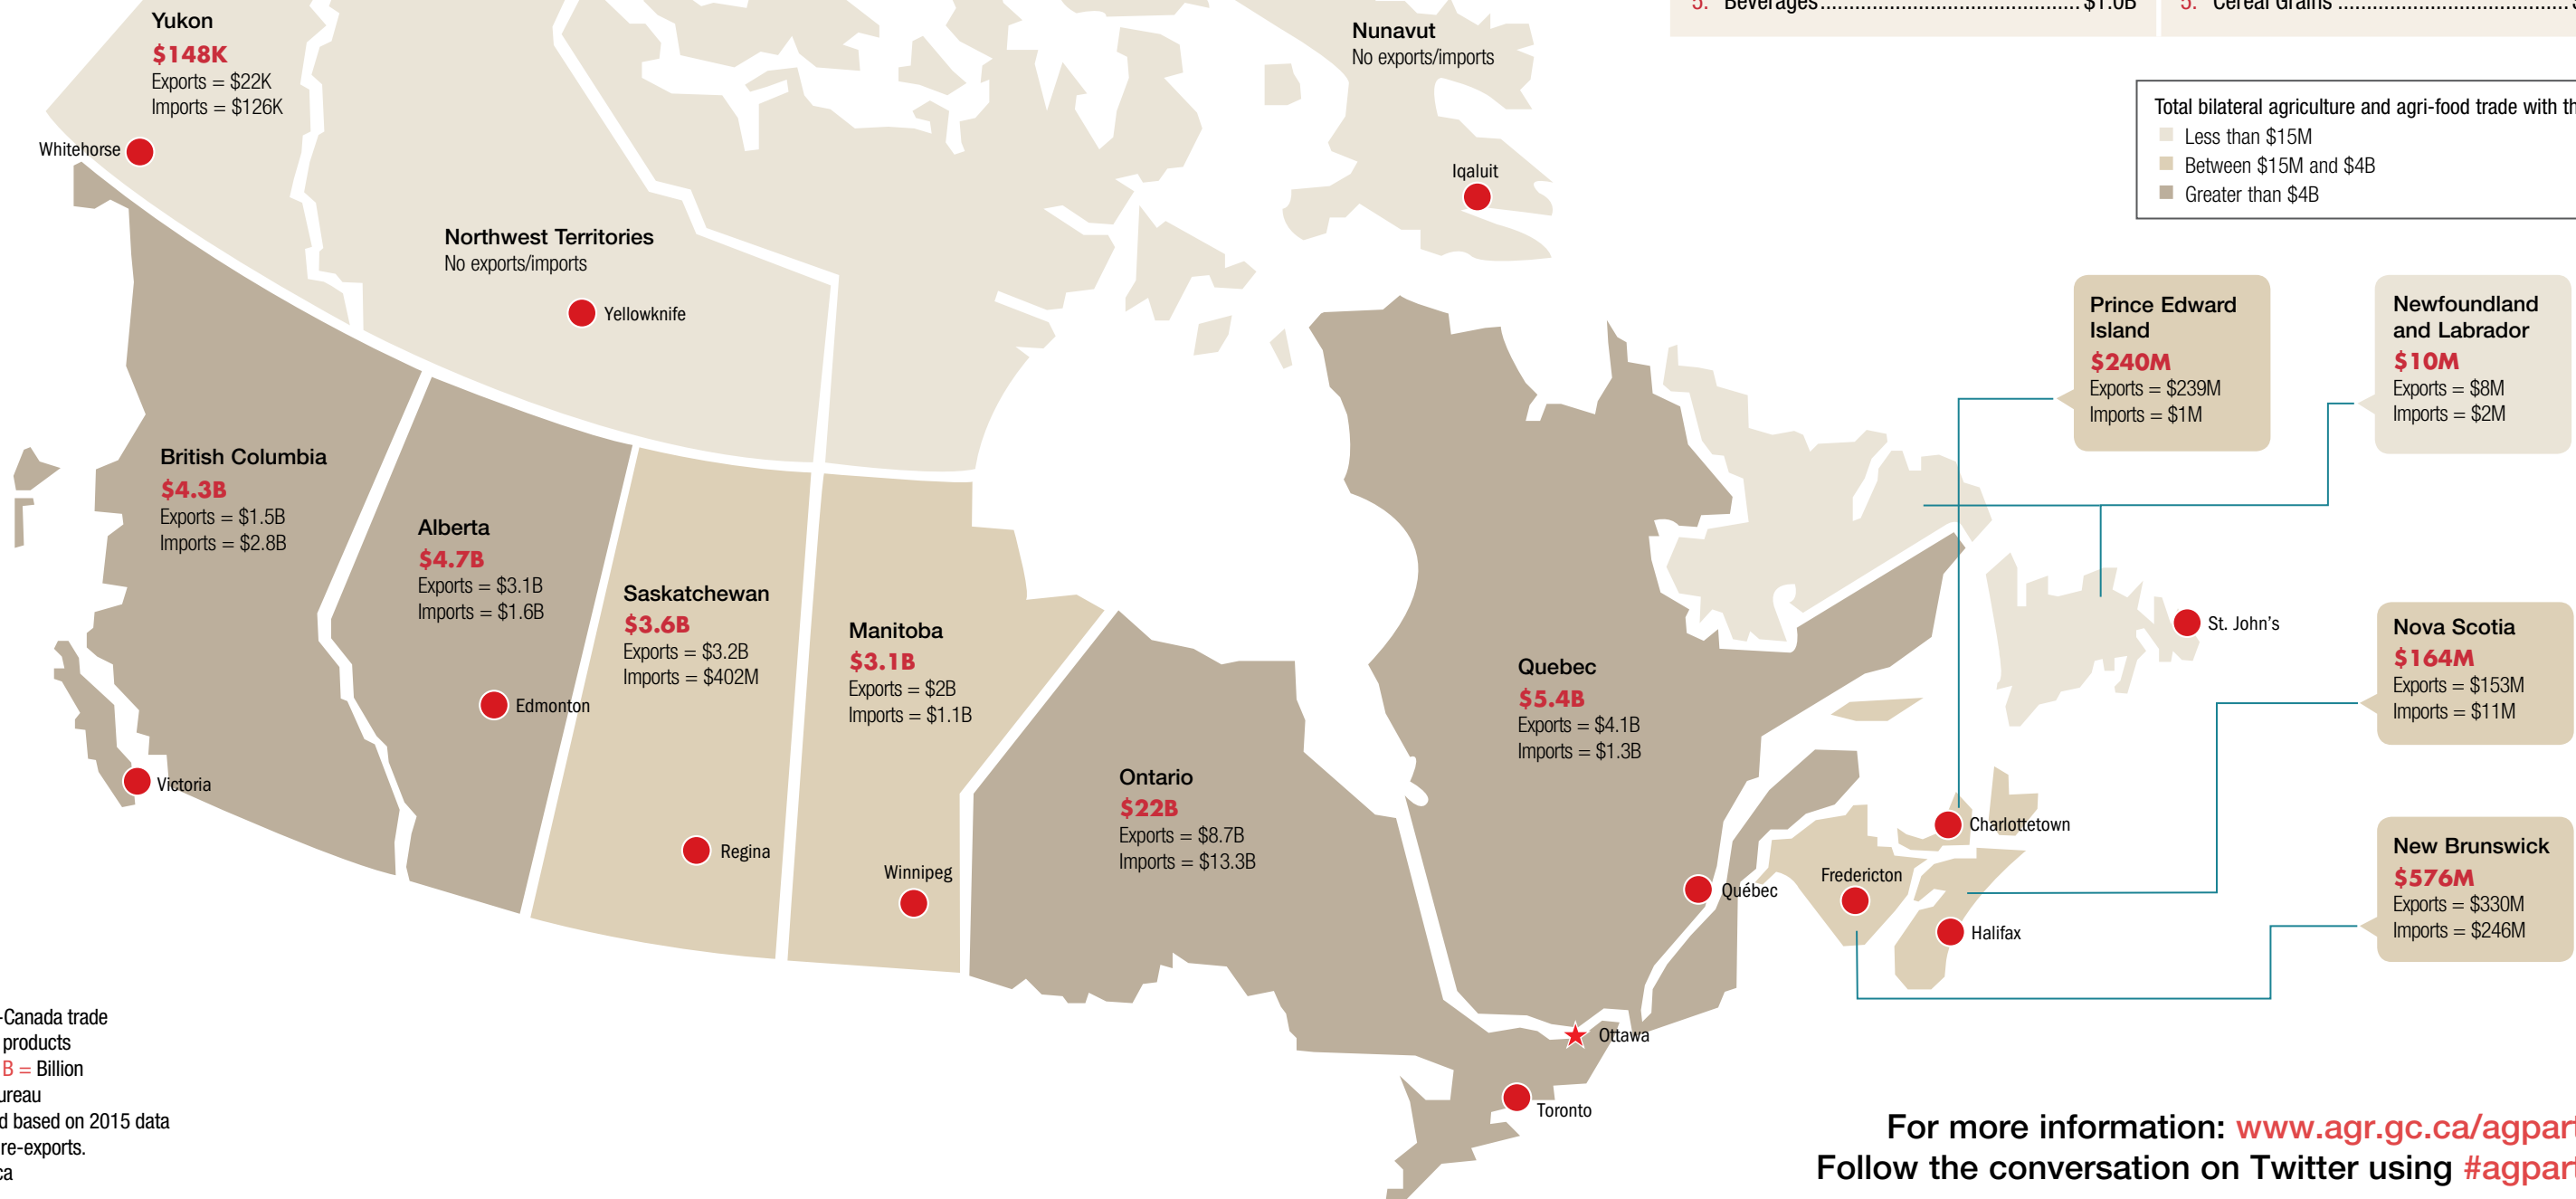 5. Beverages.......................................................$1.0B
5. Cereal Grains .................................................$
Yukon
$148K
Exports = $22K
Imports = $126K
Whitehorse
Nunavut
No exports/imports
Iqaluit
Total bilateral agriculture and agri-food trade with
Less than $15M
Between $15M and $4B
Greater than $4B
Northwest Territories
No exports/imports
Yellowknife
British Columbia
$4.3B
Exports = $1.5B
Imports = $2.8B
Victoria
Alberta
$4.7B
Exports = $3.1B
Imports = $1.6B
Edmonton
Saskatchewan
$3.6B
Exports = $3.2B
Imports = $402M
Regina
Manitoba
$3.1B
Exports = $2B
Imports = $1.1B
Winnipeg
Ontario
$22B
Exports = $8.7B
Imports = $13.3B
Ottawa
Toronto
Quebec
$5.4B
Exports = $4.1B
Imports = $1.3B
Québec
Prince Edward
Island
$240M
Exports = $239M
Imports = $1M
Newfoundland
and Labrador
$10M
Exports = $8M
Imports = $2M
St. John's
Nova Scotia
$164M
Exports = $153M
Imports = $11M
Charlottetown
Fredericton
Halifax
New Brunswick
$576M
Exports = $330M
Imports = $246M
-Canada trade
products
B = Billion
ureau
d based on 2015 data
re-exports.
ca
For more information: www.agr.gc.ca/agpart
Follow the conversation on Twitter using #agpart